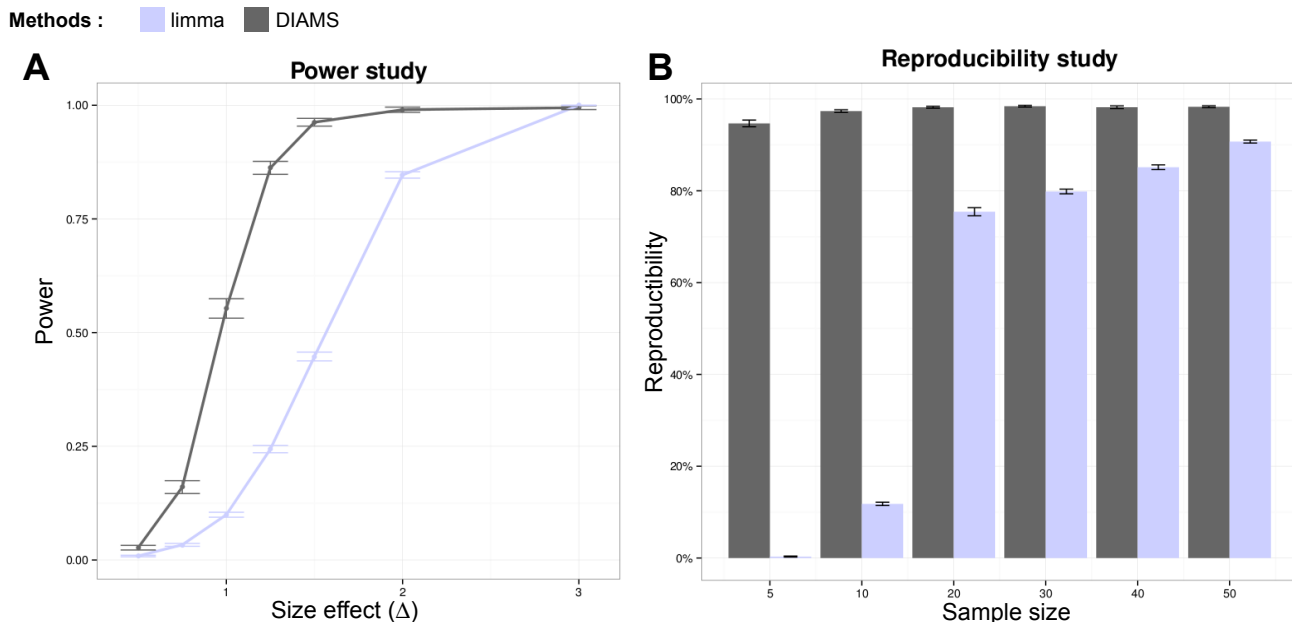 Methods : limma DIAMS
A
Power study
1.00
0.75
0.50
0.25
0.00
Power
1 2 3
Size effect (Δ)
B
Reproducibility study
100%
80%
60%
40%
20%
0%
Reproductibility
5 10 20 30 40 50
Sample size